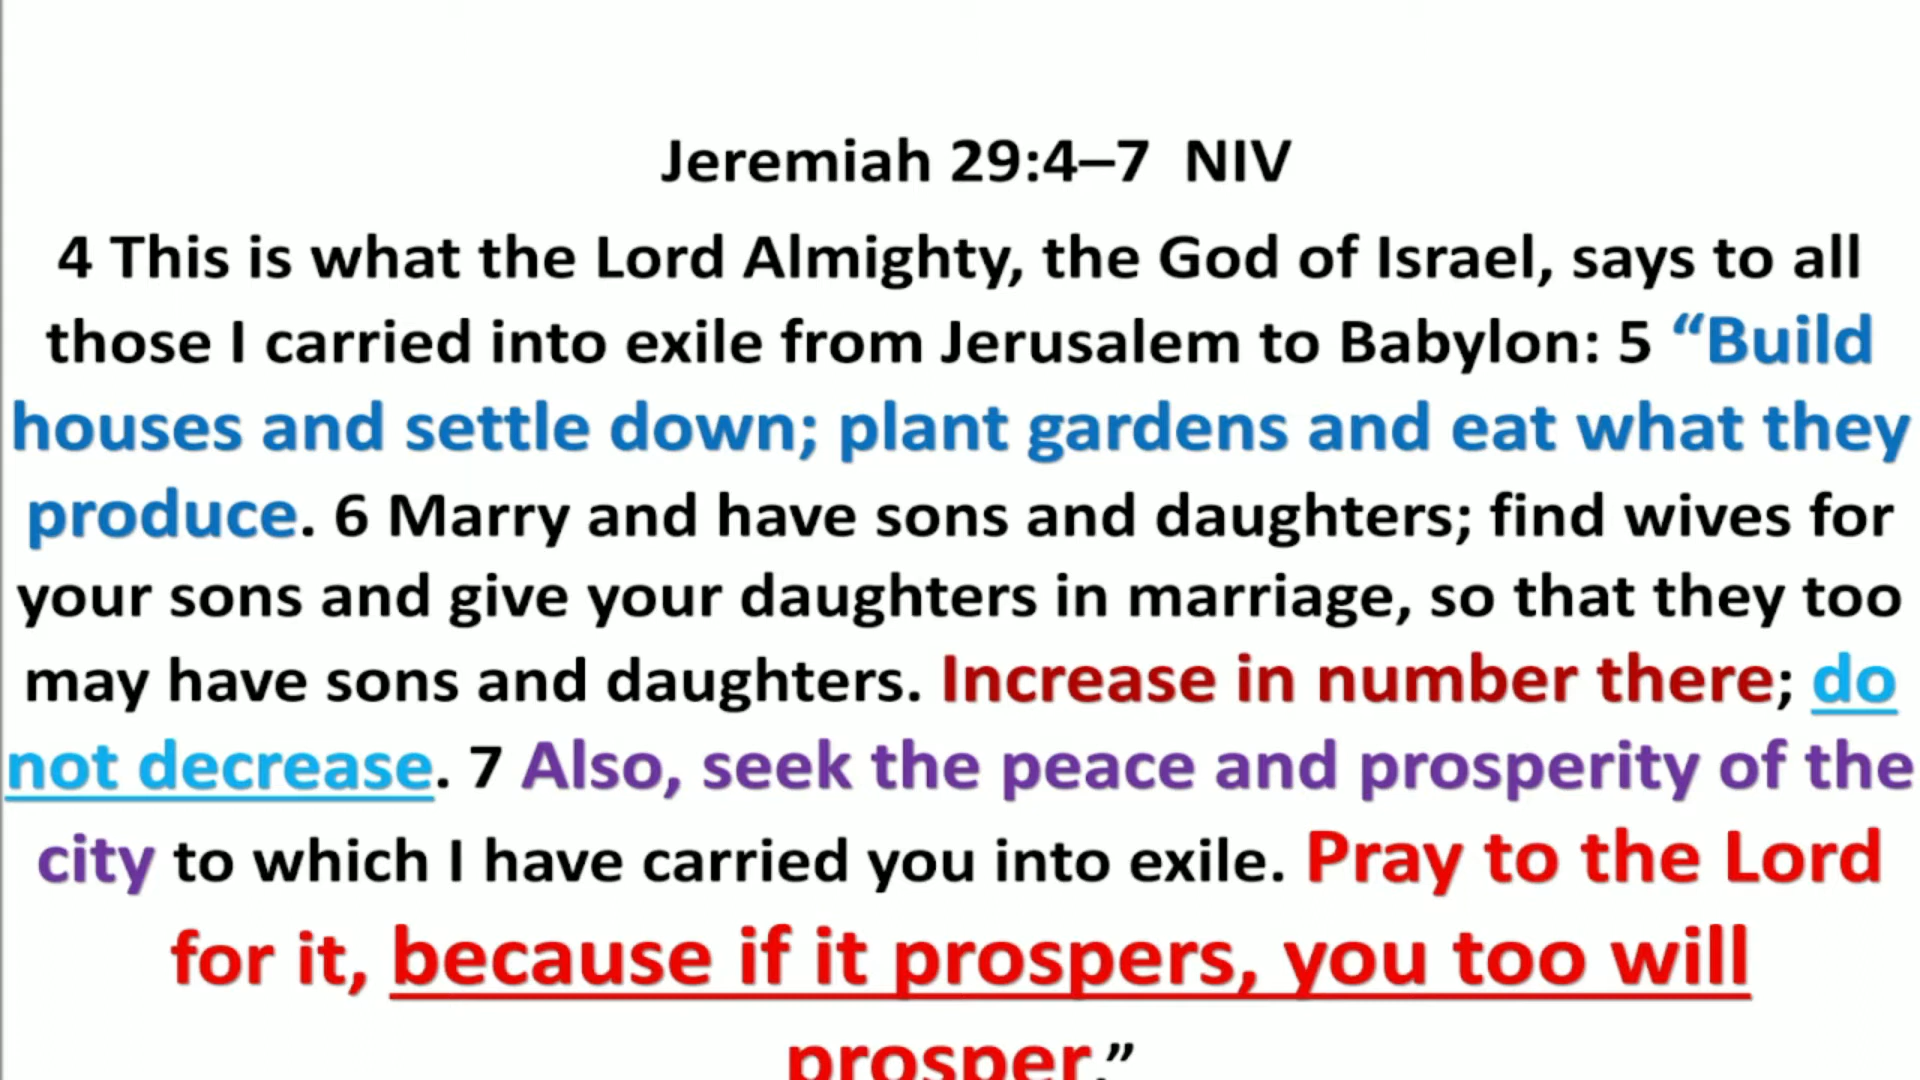 Jeremiah 29:4–7 NIV
4 This is what the Lord Almighty, the God of Israel, says to all
those I carried into exile from Jerusalem to Babylon: 5 “Build
houses and settle down; plant gardens and eat what they
produce. 6 Marry and have sons and daughters; find wives for
your sons and give your daughters in marriage, so that they too
may have sons and daughters. Increase in number there; do
not decrease. 7 Also, seek the peace and prosperity of the
city to which I have carried you into exile. Pray to the Lord
for it, because if it prospers, you too will
prosper.”